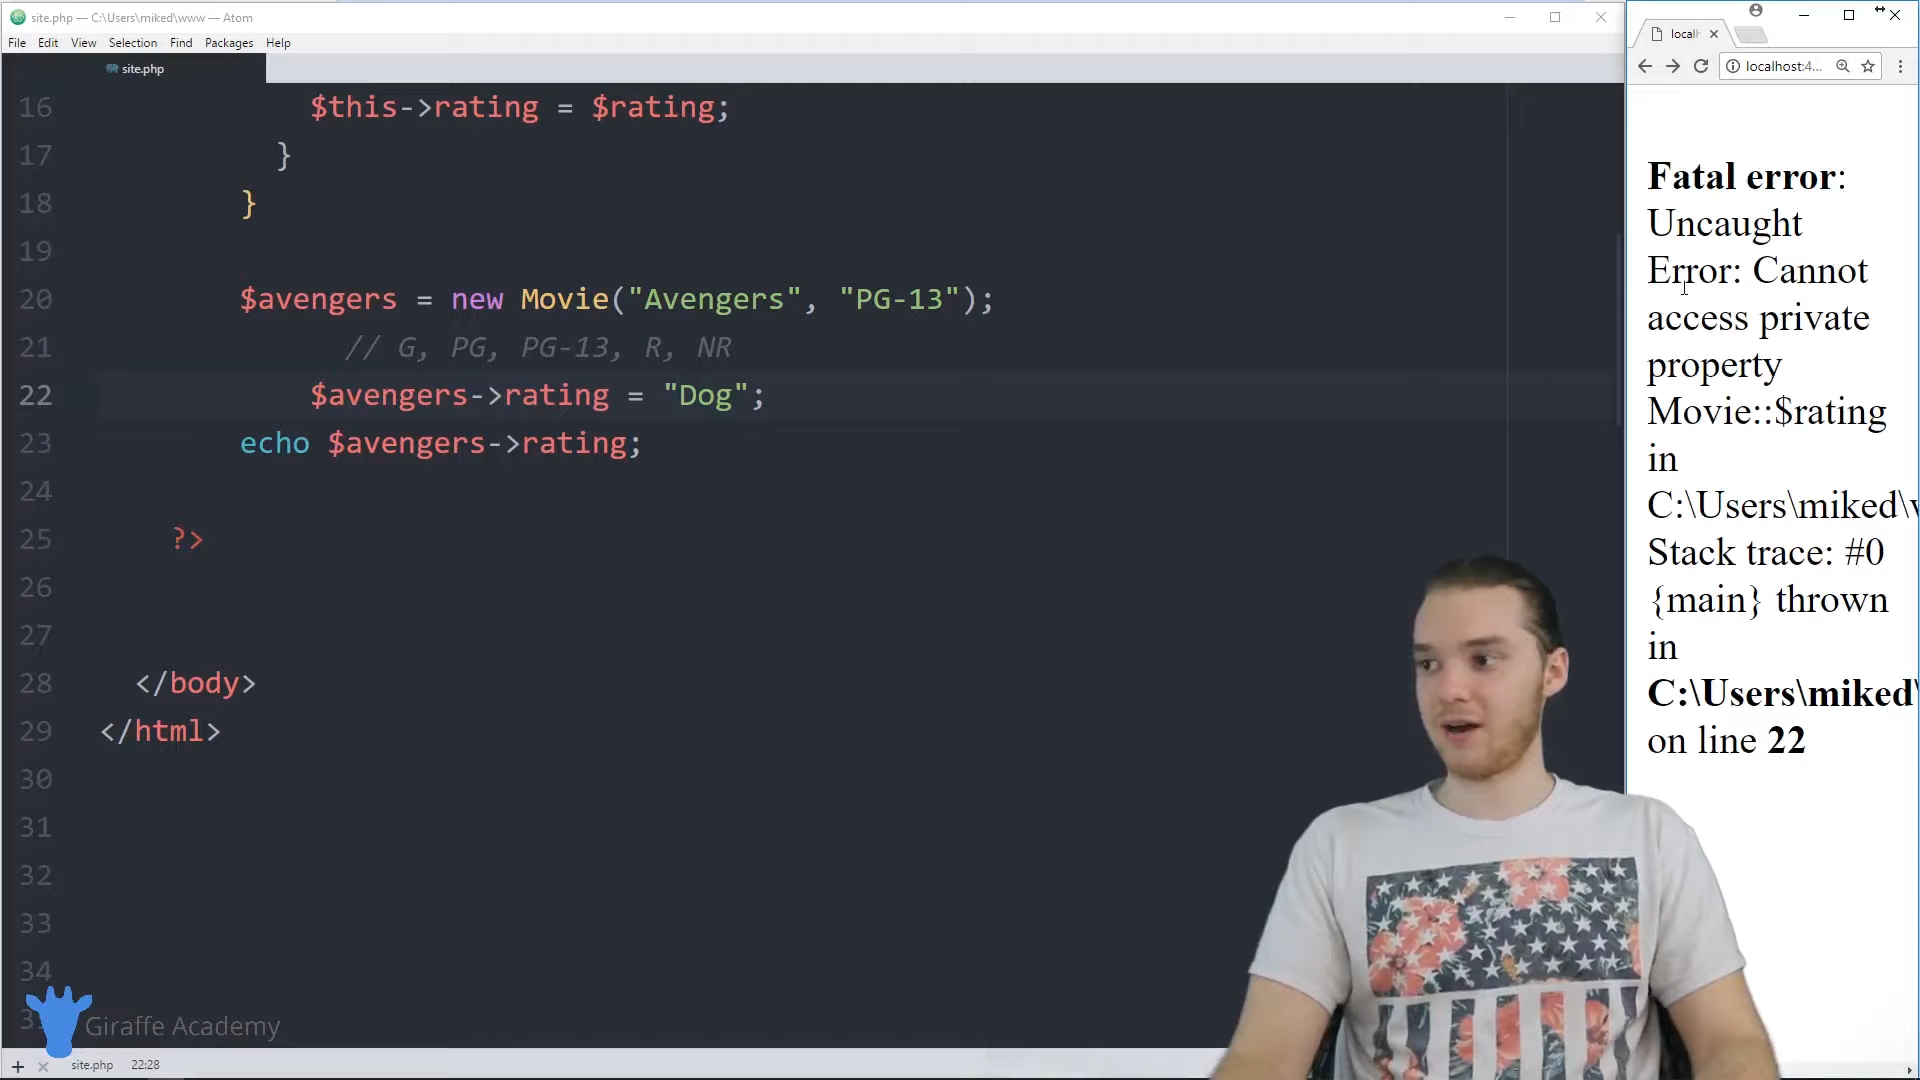 site.php — C:\Users\miked\www — Atom
File Edit View Selection Find Packages Help
site.php
16 $this->rating = $rating;
17 }
18 }
19
20 $avengers = new Movie("Avengers", "PG-13");
21 // G, PG, PG-13, R, NR
22 $avengers->rating = "Dog";
23 echo $avengers->rating;
24
25 ?>
26
27
28 </body>
29 </html>
30
31
32
33
34
Giraffe Academy
site.php 22:28
localhost:4...
Fatal error:
Uncaught
Error: Cannot
access private
property
Movie::$rating
in
C:\Users\miked\
Stack trace: #0
{main} thrown
in
C:\Users\miked\
on line 22